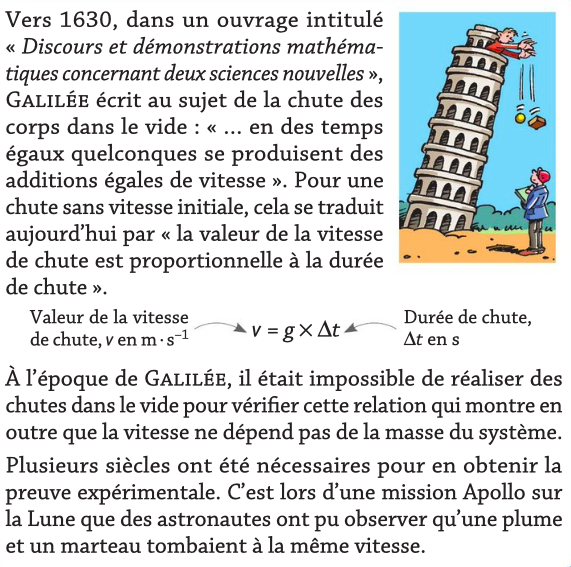 Vers 1630, dans un ouvrage intitulé
« Discours et démonstrations mathéma-
tiques concernant deux sciences nouvelles »,
GALILÉE écrit au sujet de la chute des
corps dans le vide : « ... en des temps
égaux quelconques se produisent des
additions égales de vitesse ». Pour une
chute sans vitesse initiale, cela se traduit
aujourd’hui par « la valeur de la vitesse
de chute est proportionnelle à la durée
de chute ».
Valeur de la vitesse
de chute, v en m · s⁻¹
v = g × Δt
Durée de chute,
Δt en s
À l’époque de GALILÉE, il était impossible de réaliser des
chutes dans le vide pour vérifier cette relation qui montre en
outre que la vitesse ne dépend pas de la masse du système.
Plusieurs siècles ont été nécessaires pour en obtenir la
preuve expérimentale. C’est lors d’une mission Apollo sur
la Lune que des astronautes ont pu observer qu’une plume
et un marteau tombaient à la même vitesse.